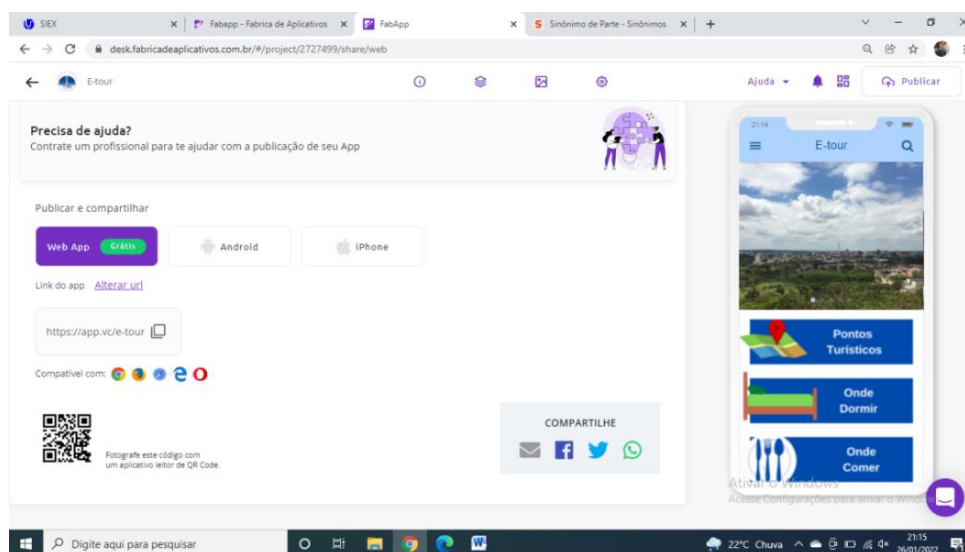 SIEX
Fabapp - Fabrica de Aplicativos
FabApp
Sinônimo de Parte - Sinônimos
desk.fabricadeaplicativos.com.br/#/project/2727499/share/web
E-tour
Ajuda
Publicar
Precisa de ajuda?
Contrate um profissional para te ajudar com a publicação de seu App
Publicar e compartilhar
Web App
Grátis
Android
iPhone
Link do app Alterar url
https://app.vc/e-tour
Compatível com:
Fotografe este código com
um aplicativo leitor de QR Code.
COMPARTILHE
21:14
E-tour
Pontos
Turísticos
Onde
Dormir
Onde
Comer
Ativar o Windows
Acesse Configurações para ativar o Windows
Digite aqui para pesquisar
22°C Chuva
21:15
26/01/2022